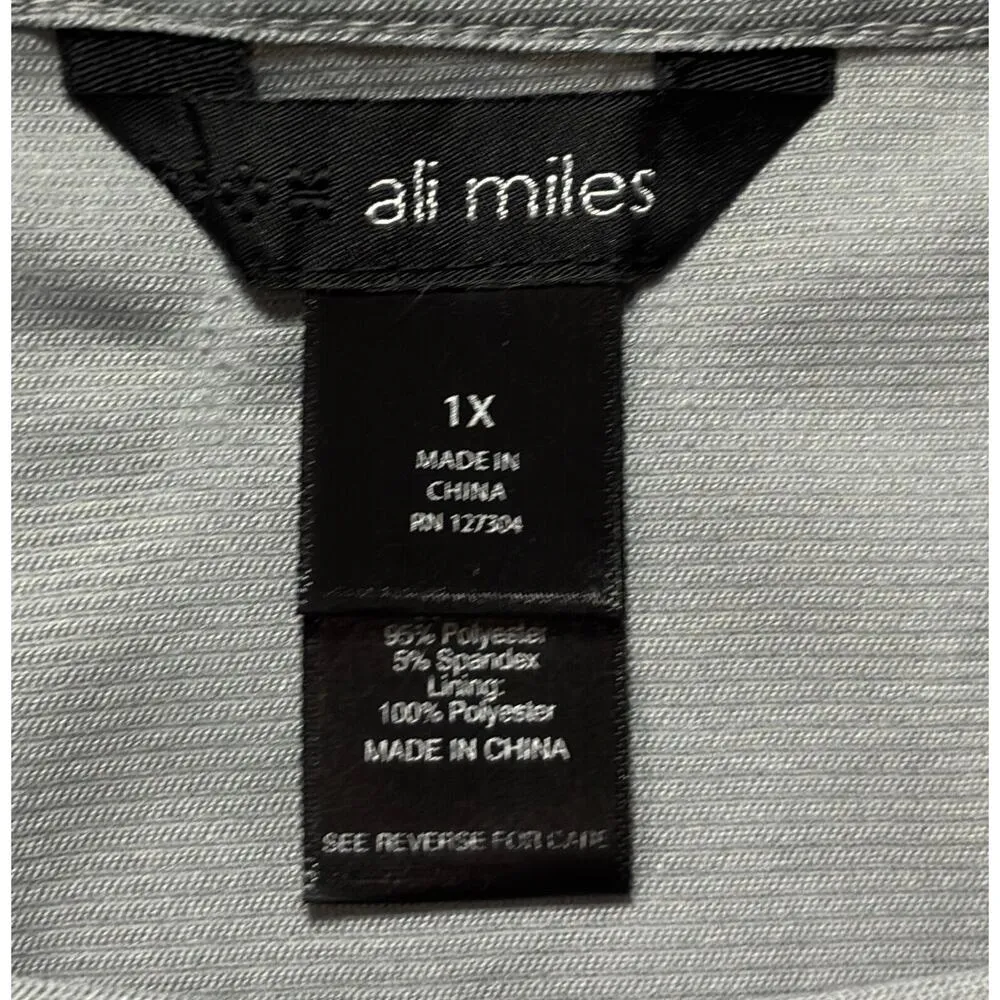 ali miles
1X
MADE IN
CHINA
RN 127304
95% Polyester
5% Spandex
Lining:
100% Polyester
MADE IN CHINA
SEE REVERSE FOR CARE